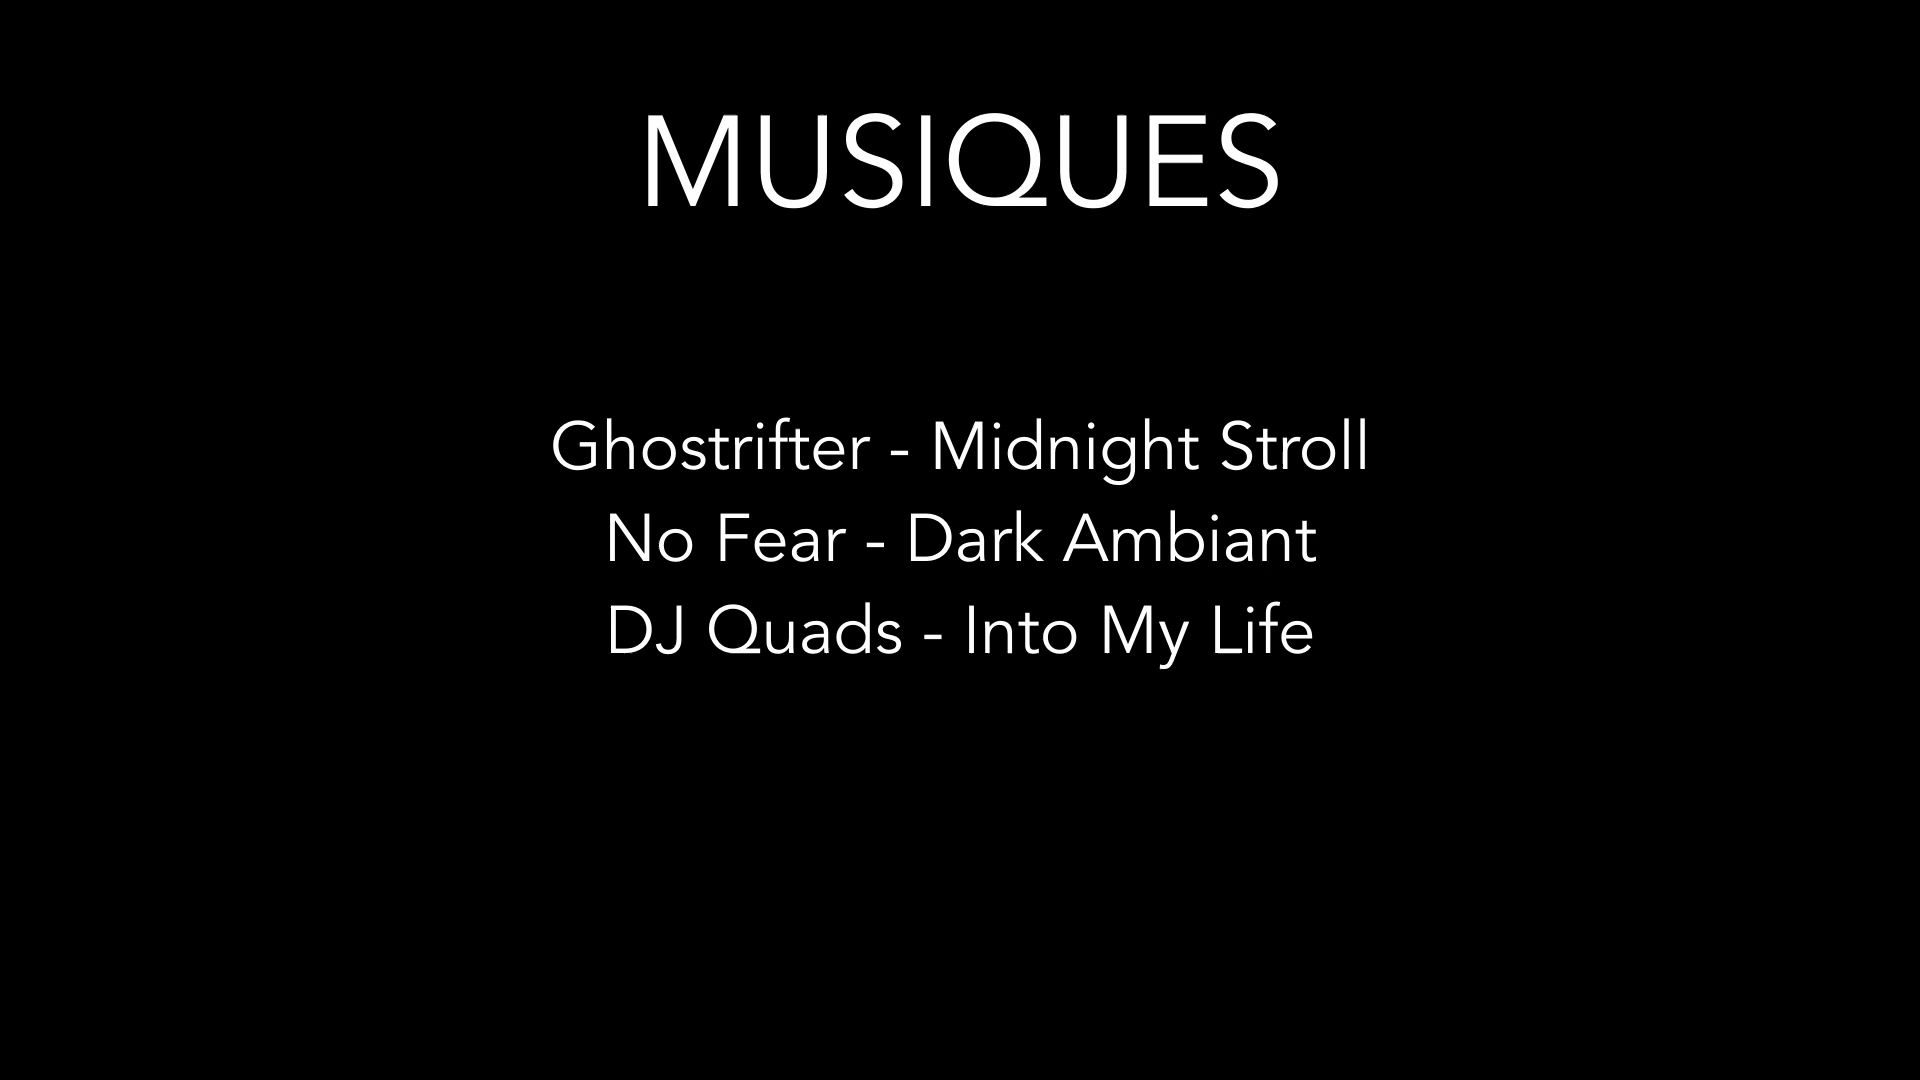 MUSIQUES
Ghostrifter - Midnight Stroll
No Fear - Dark Ambiant
DJ Quads - Into My Life